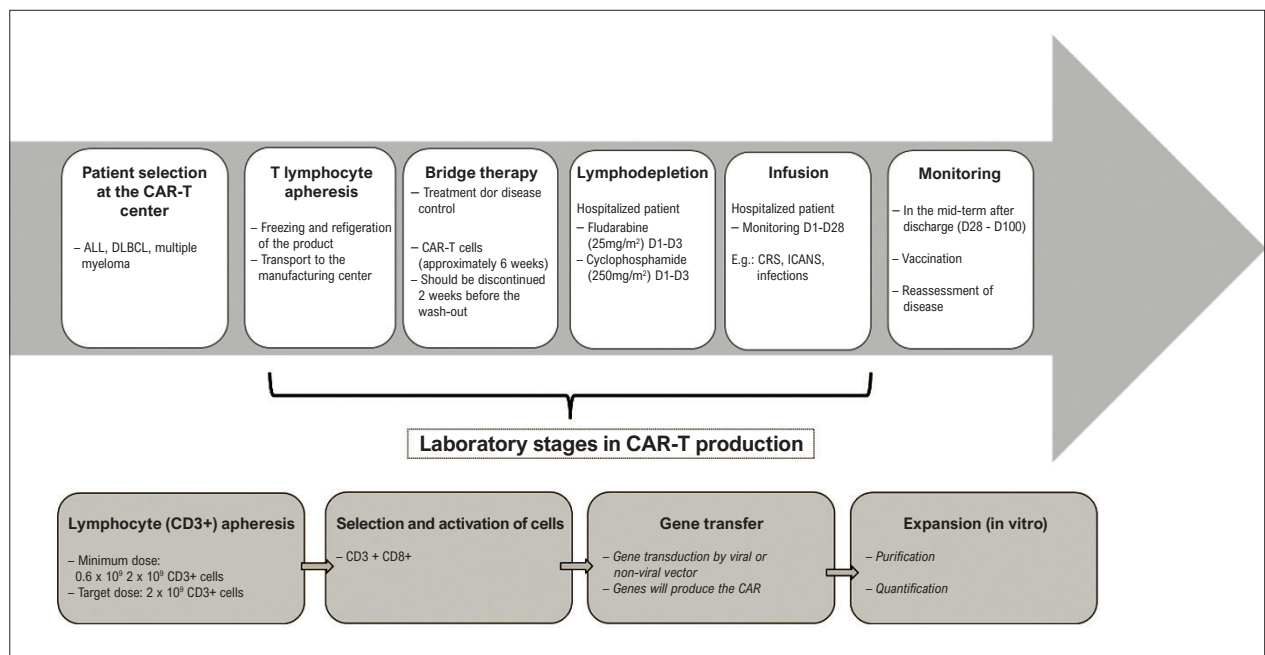 Patient selection
at the CAR-T
center
– ALL, DLBCL, multiple
myeloma
T lymphocyte
apheresis
– Freezing and refigeration
of the product
– Transport to the
manufacturing center
Bridge therapy
– Treatment dor disease
control
– CAR-T cells
(approximately 6 weeks)
– Should be discontinued
2 weeks before the
wash-out
Lymphodepletion
Hospitalized patient
– Fludarabine
(25mg/m²) D1-D3
– Cyclophosphamide
(250mg/m²) D1-D3
Infusion
Hospitalized patient
– Monitoring D1-D28
E.g.: CRS, ICANS,
infections
Monitoring
– In the mid-term after
discharge (D28 - D100)
– Vaccination
– Reassessment of
disease
Laboratory stages in CAR-T production
Lymphocyte (CD3+) apheresis
– Minimum dose:
0.6 x 10⁹ 2 x 10⁹ CD3+ cells
– Target dose: 2 x 10⁹ CD3+ cells
Selection and activation of cells
– CD3 + CD8+
Gene transfer
– Gene transduction by viral or
non-viral vector
– Genes will produce the CAR
Expansion (in vitro)
– Purification
– Quantification